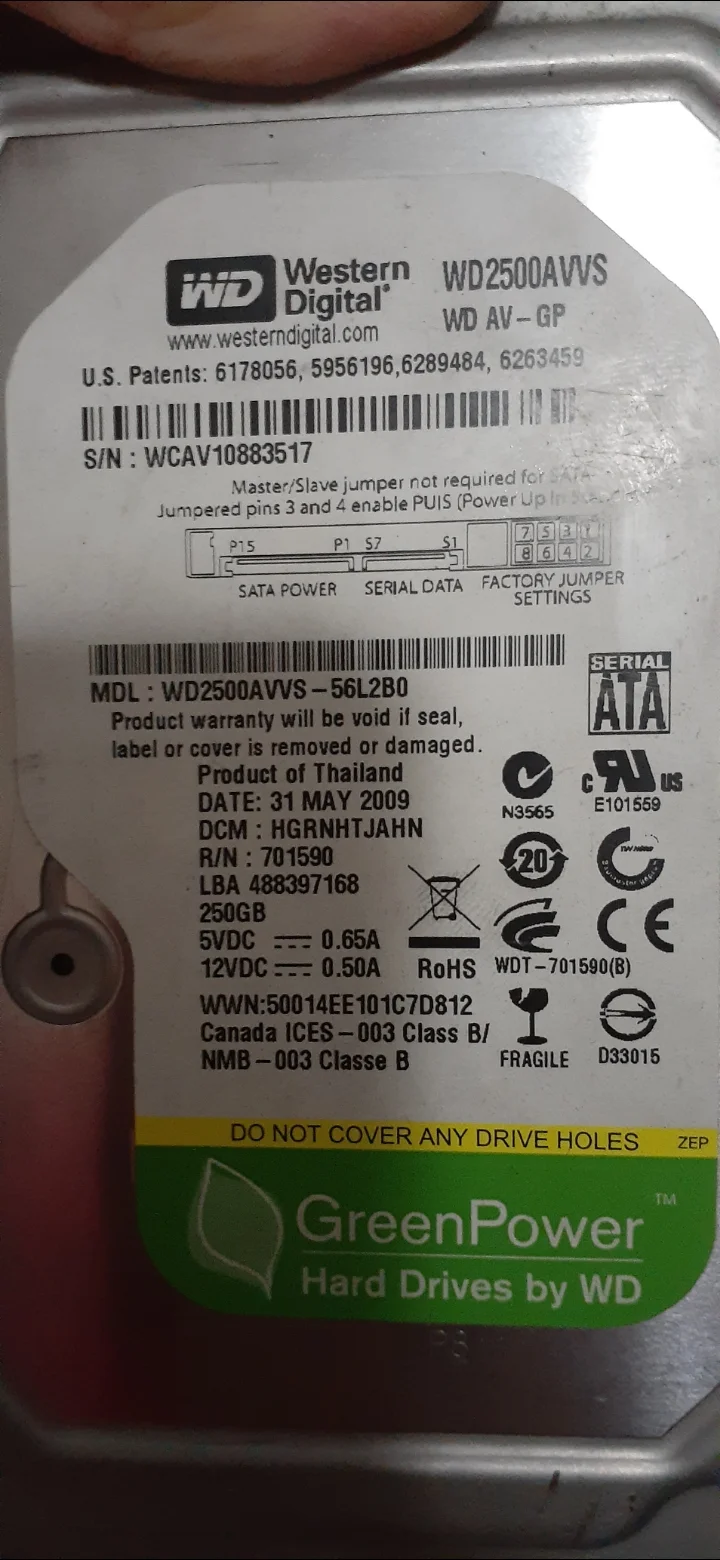 WD Western Digital® WD2500AVVS
www.westerndigital.com WD AV-GP
U.S. Patents: 6178056, 5956196,6289484, 6263459
S/N : WCAV10883517
Master/Slave jumper not required for SATA
Jumpered pins 3 and 4 enable PUIS (Power Up In
7 5 3 1
P15 P1 S7 S1 8 6 4 2
SATA POWER SERIAL DATA FACTORY JUMPER
SETTINGS
MDL : WD2500AVVS-56L2B0
SERIAL
ATA
Product warranty will be void if seal,
label or cover is removed or damaged.
Product of Thailand
DATE: 31 MAY 2009
N3565 C RU US E101559
DCM : HGRNHTJAHN
R/N : 701590
20
LBA 488397168
250GB
CE
5VDC 0.65A
12VDC 0.50A RoHS WDT-701590(B)
WWN:50014EE101C7D812
Canada ICES-003 Class B/
NMB-003 Classe B FRAGILE D33015
DO NOT COVER ANY DRIVE HOLES ZEP
GreenPower™
Hard Drives by WD